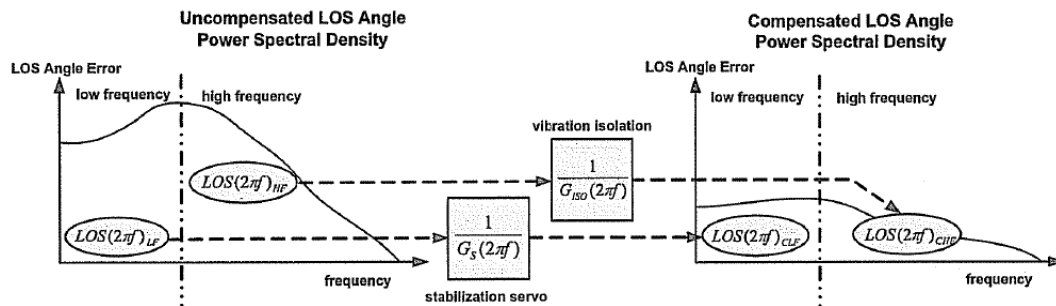 Uncompensated LOS Angle
Power Spectral Density
LOS Angle Error
low frequency
high frequency
LOS(2πf)_HF
LOS(2πf)_LF
frequency
vibration isolation
1
G_ISO(2πf)
1
G_S(2πf)
stabilization servo
Compensated LOS Angle
Power Spectral Density
LOS Angle Error
low frequency
high frequency
LOS(2πf)_CLF
LOS(2πf)_CHF
frequency